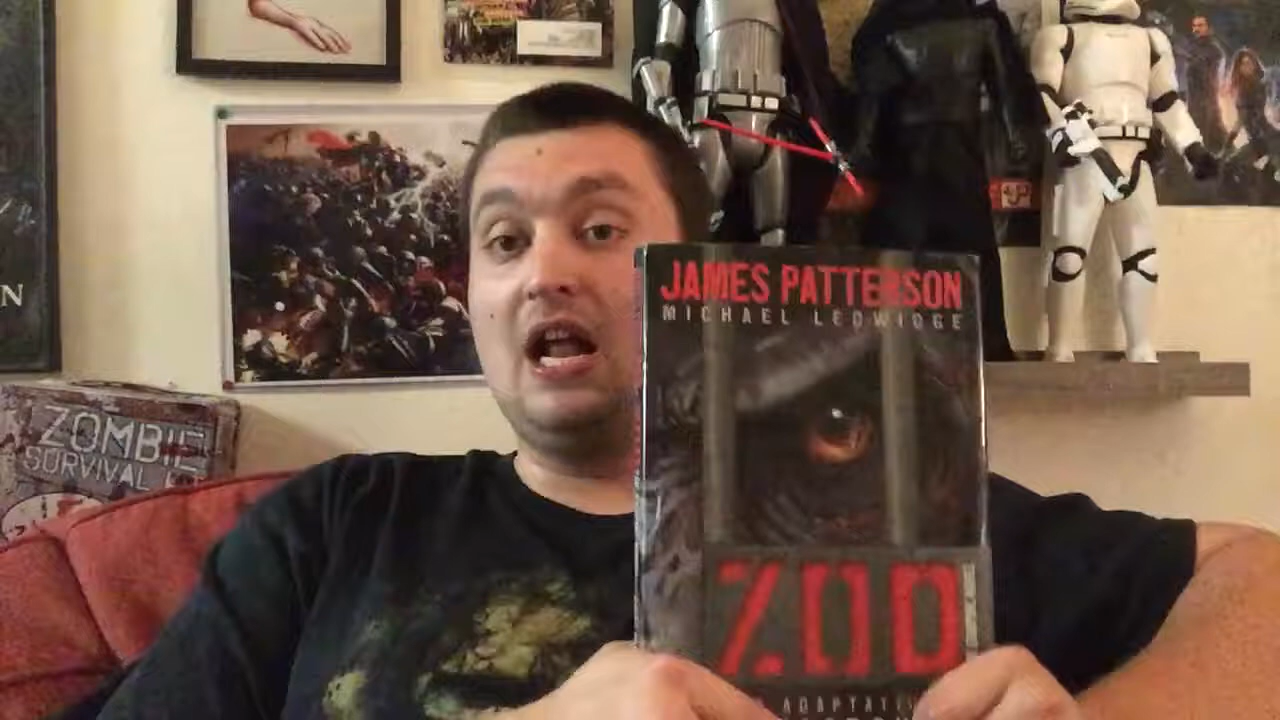 N
ZOMBIE
SURVIVAL
JAMES PATTERSON
MICHAEL LEDWIDGE
ZOO